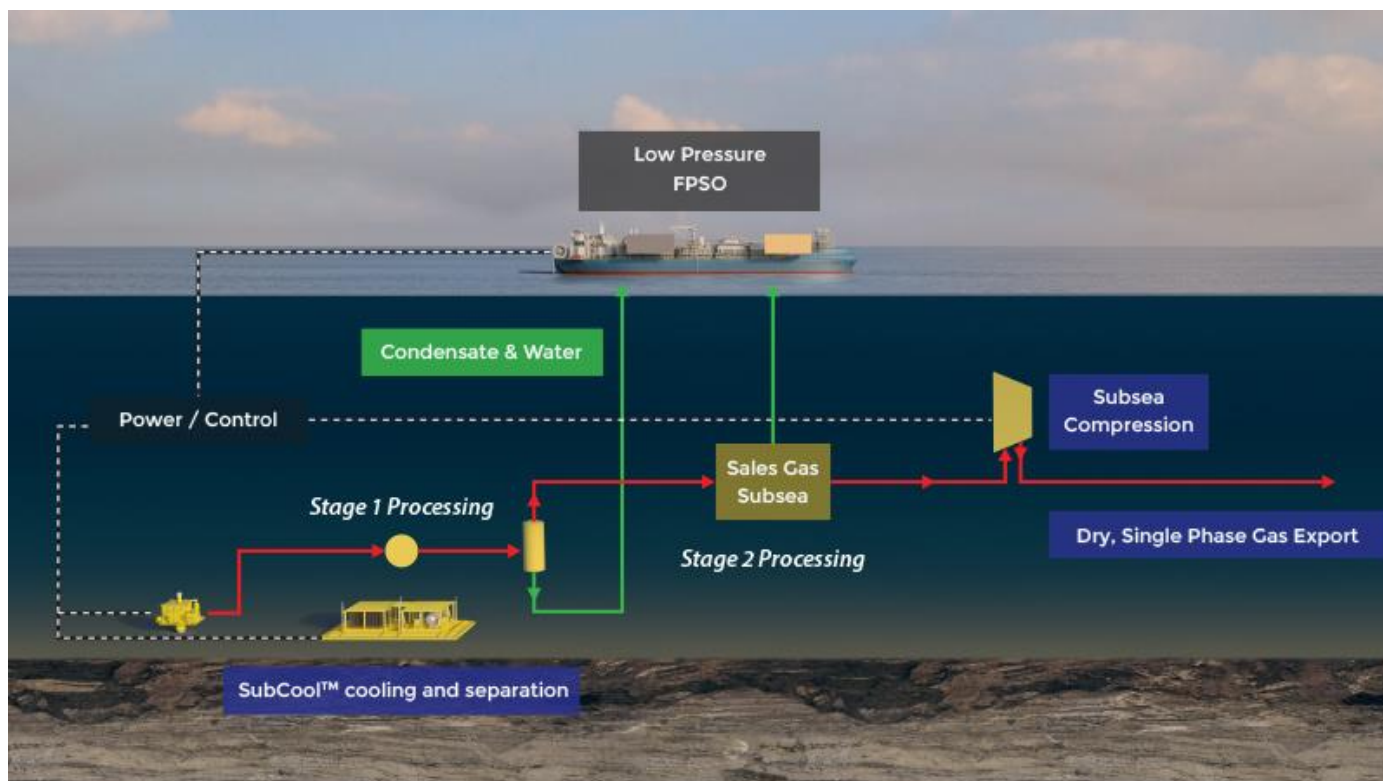 Low Pressure
FPSO
Condensate & Water
Power / Control
Subsea
Compression
Sales Gas
Subsea
Stage 1 Processing
Stage 2 Processing
Dry, Single Phase Gas Export
SubCool™ cooling and separation